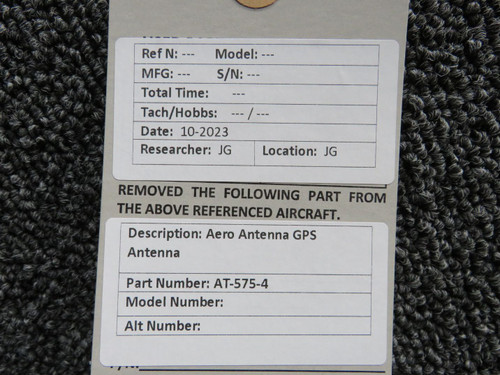 Ref N: --- Model: ---
MFG: --- S/N: ---
Total Time: ---
Tach/Hobbs: --- / ---
Date: 10-2023
Researcher: JG Location: JG
REMOVED THE FOLLOWING PART FROM
THE ABOVE REFERENCED AIRCRAFT.
Description: Aero Antenna GPS
Antenna
Part Number: AT-575-4
Model Number:
Alt Number: